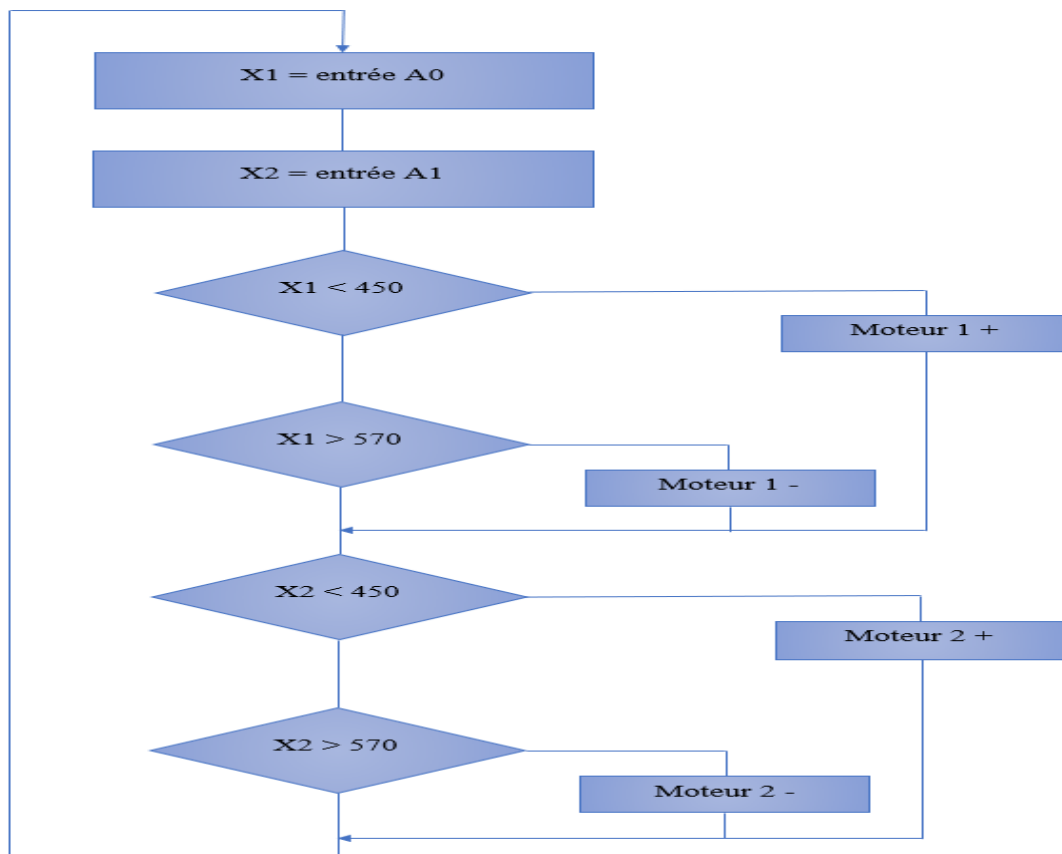 X1 = entrée A0
X2 = entrée A1
X1 < 450
Moteur 1 +
X1 > 570
Moteur 1 -
X2 < 450
Moteur 2 +
X2 > 570
Moteur 2 -